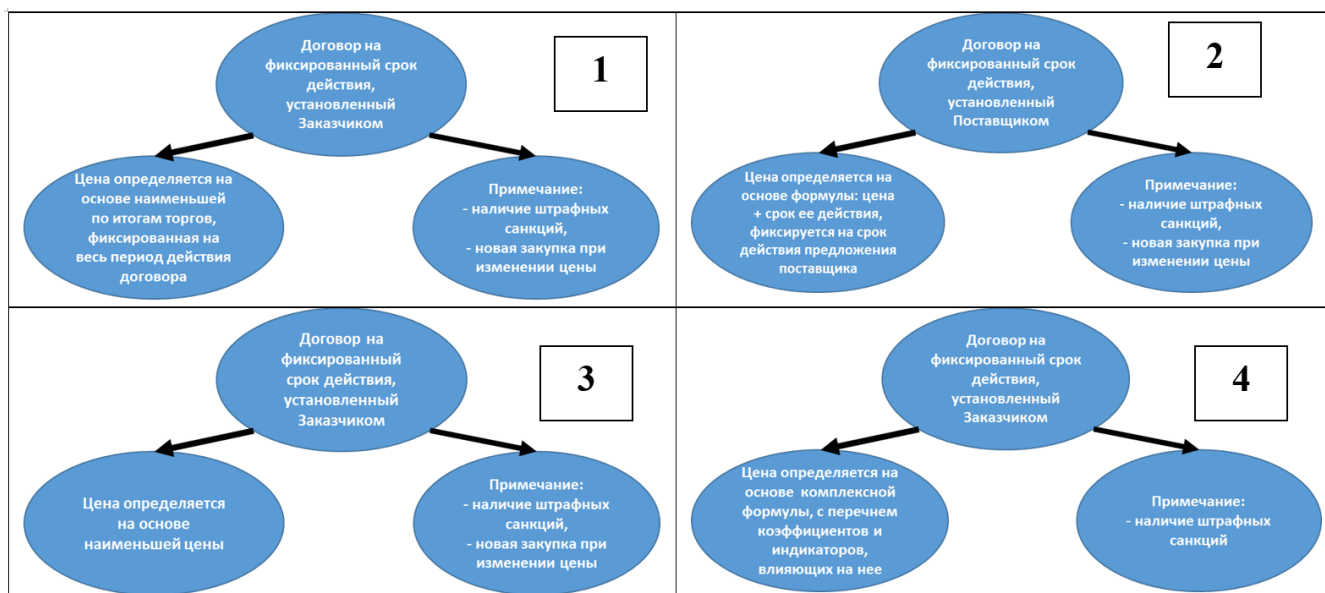 Договор на
фиксированный срок
действия,
установленный
Заказчиком
1
Цена определяется на
основе наименьшей
по итогам торгов,
фиксированная на
весь период действия
договора
Примечание:
- наличие штрафных
санкций,
- новая закупка при
изменении цены
Договор на
фиксированный срок
действия,
установленный
Поставщиком
2
Цена определяется на
основе формулы: цена
+ срок ее действия,
фиксируется на срок
действия предложения
поставщика
Примечание:
- наличие штрафных
санкций,
- новая закупка при
изменении цены
Договор на
фиксированный
срок действия,
установленный
Заказчиком
3
Цена определяется
на основе
наименьшей цены
Примечание:
- наличие штрафных
санкций,
- новая закупка при
изменении цены
Договор на
фиксированный срок
действия,
установленный
Заказчиком
4
Цена определяется на
основе комплексной
формулы, с перечнем
коэффициентов и
индикаторов,
влияющих на нее
Примечание:
- наличие штрафных
санкций